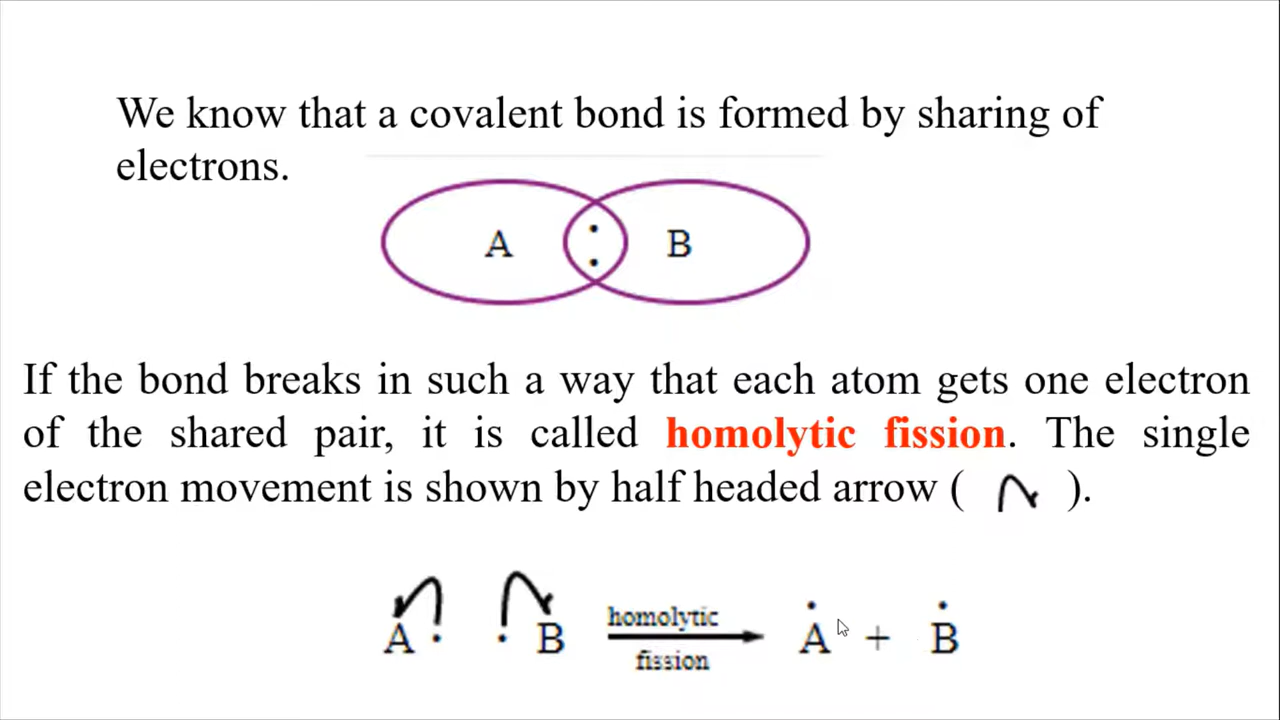 We know that a covalent bond is formed by sharing of
electrons.
A : B
If the bond breaks in such a way that each atom gets one electron
of the shared pair, it is called homolytic fission. The single
electron movement is shown by half headed arrow ( ).
A · · B homolytic fission Ȧ + Ḃ